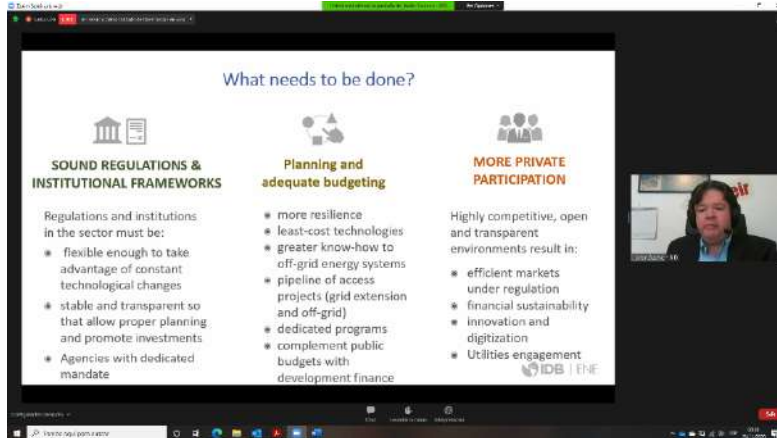 What needs to be done?
SOUND REGULATIONS &
INSTITUTIONAL FRAMEWORKS
Regulations and institutions
in the sector must be:
flexible enough to take
advantage of constant
technological changes
stable and transparent so
that allow proper planning
and promote investments
Agencies with dedicated
mandate
Planning and
adequate budgeting
more resilience
least-cost technologies
greater know-how to
off-grid energy systems
pipeline of access
projects (grid extension
and off-grid)
dedicated programs
complement public
budgets with
development finance
MORE PRIVATE
PARTICIPATION
Highly competitive, open
and transparent
environments result in:
efficient markets
under regulation
financial sustainability
innovation and
digitization
Utilities engagement
IDB | ENE